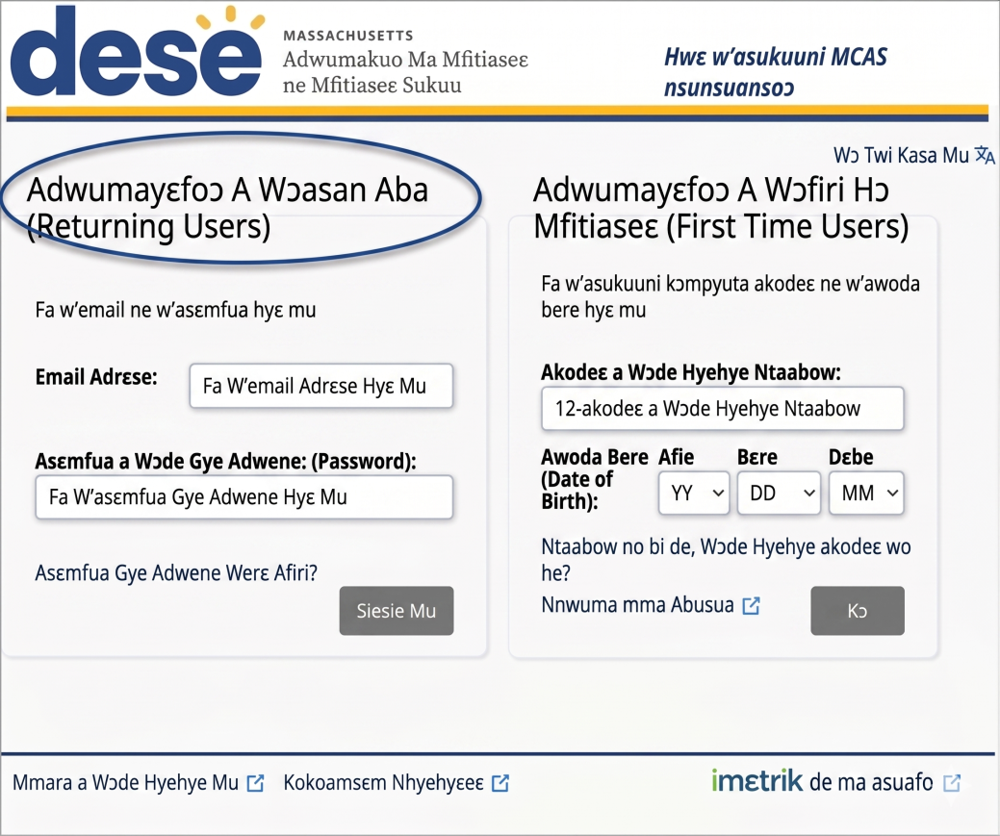 dese
MASSACHUSETTS
Adwumakuo Ma Mfitiaseɛ
ne Mfitiaseɛ Sukuu
Hwɛ w’asukuuni MCAS
nsunsuansoɔ
Wɔ Twi Kasa Mu
Adwumayɛfoɔ A Wɔasan Aba
(Returning Users)
Fa w’email ne w’asɛmfua hyɛ mu
Email Adrɛse:
Fa W’email Adrɛse Hyɛ Mu
Asɛmfua a Wɔde Gye Adwene: (Password):
Fa W’asɛmfua Gye Adwene Hyɛ Mu
Asɛmfua Gye Adwene Werɛ Afiri?
Siesie Mu
Adwumayɛfoɔ A Wɔfiri Hɔ
Mfitiaseɛ (First Time Users)
Fa w’asukuuni kɔmpyuta akodeɛ ne w’awoda
bere hyɛ mu
Akodeɛ a Wɔde Hyehye Ntaabow:
12-akodeɛ a Wɔde Hyehye Ntaabow
Awoda Bere
(Date of
Birth):
Afie
Bɛre
Dɛbe
YY
DD
MM
Ntaabow no bi de, Wɔde Hyehye akodeɛ wo
he?
Nnwuma mma Abusua
Kɔ
Mmara a Wɔde Hyehye Mu
Kokoamsɛm Nhyehyɛeɛ
imɛtrik de ma asuafo